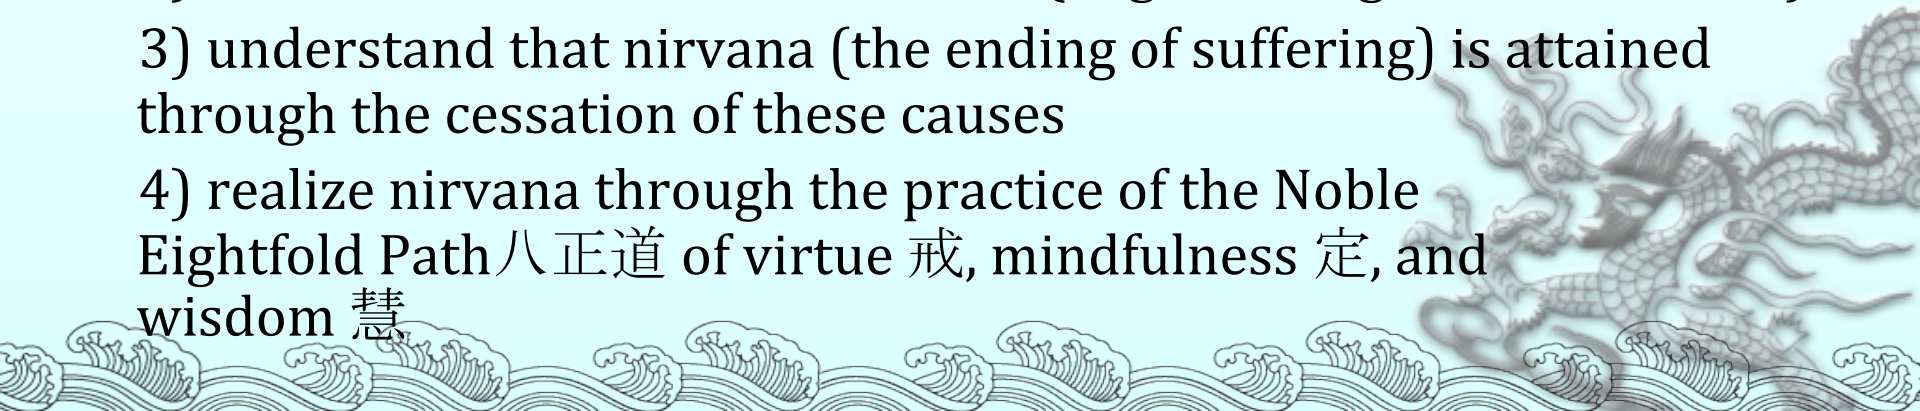 3) understand that nirvana (the ending of suffering) is attained
through the cessation of these causes
4) realize nirvana through the practice of the Noble
Eightfold Path八正道 of virtue 戒, mindfulness 定, and
wisdom 慧